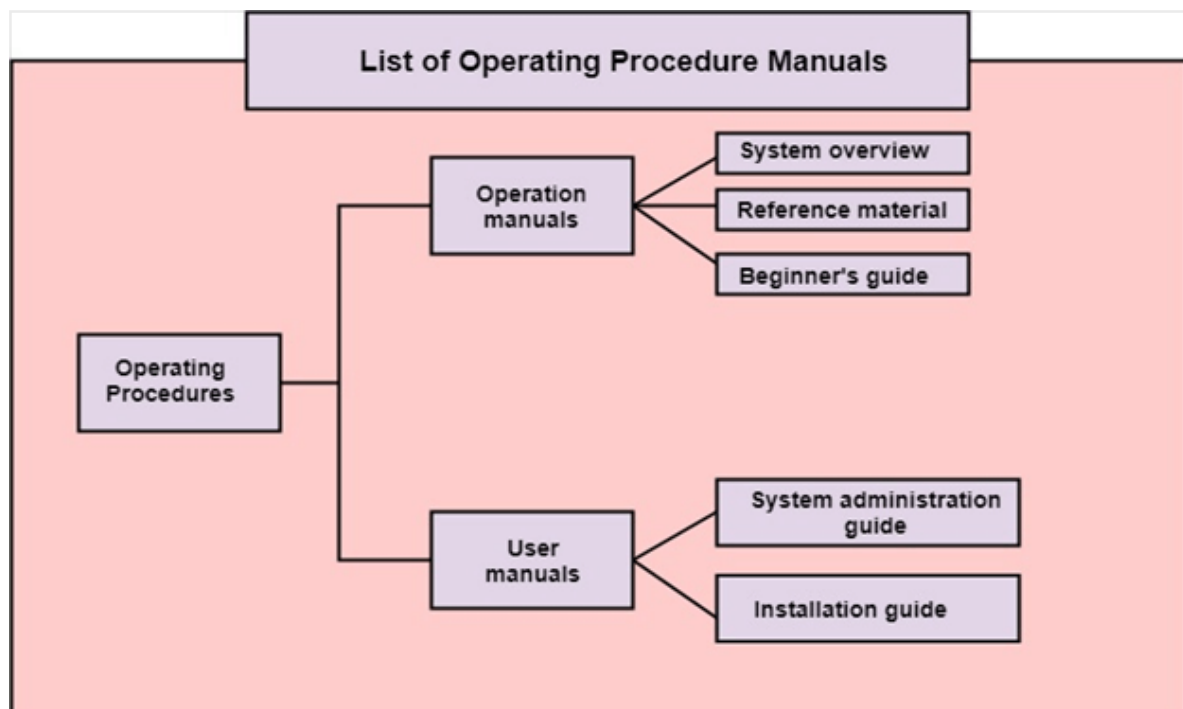 List of Operating Procedure Manuals
System overview
Operation
manuals
Reference material
Beginner's guide
Operating
Procedures
System administration
guide
User
manuals
Installation guide